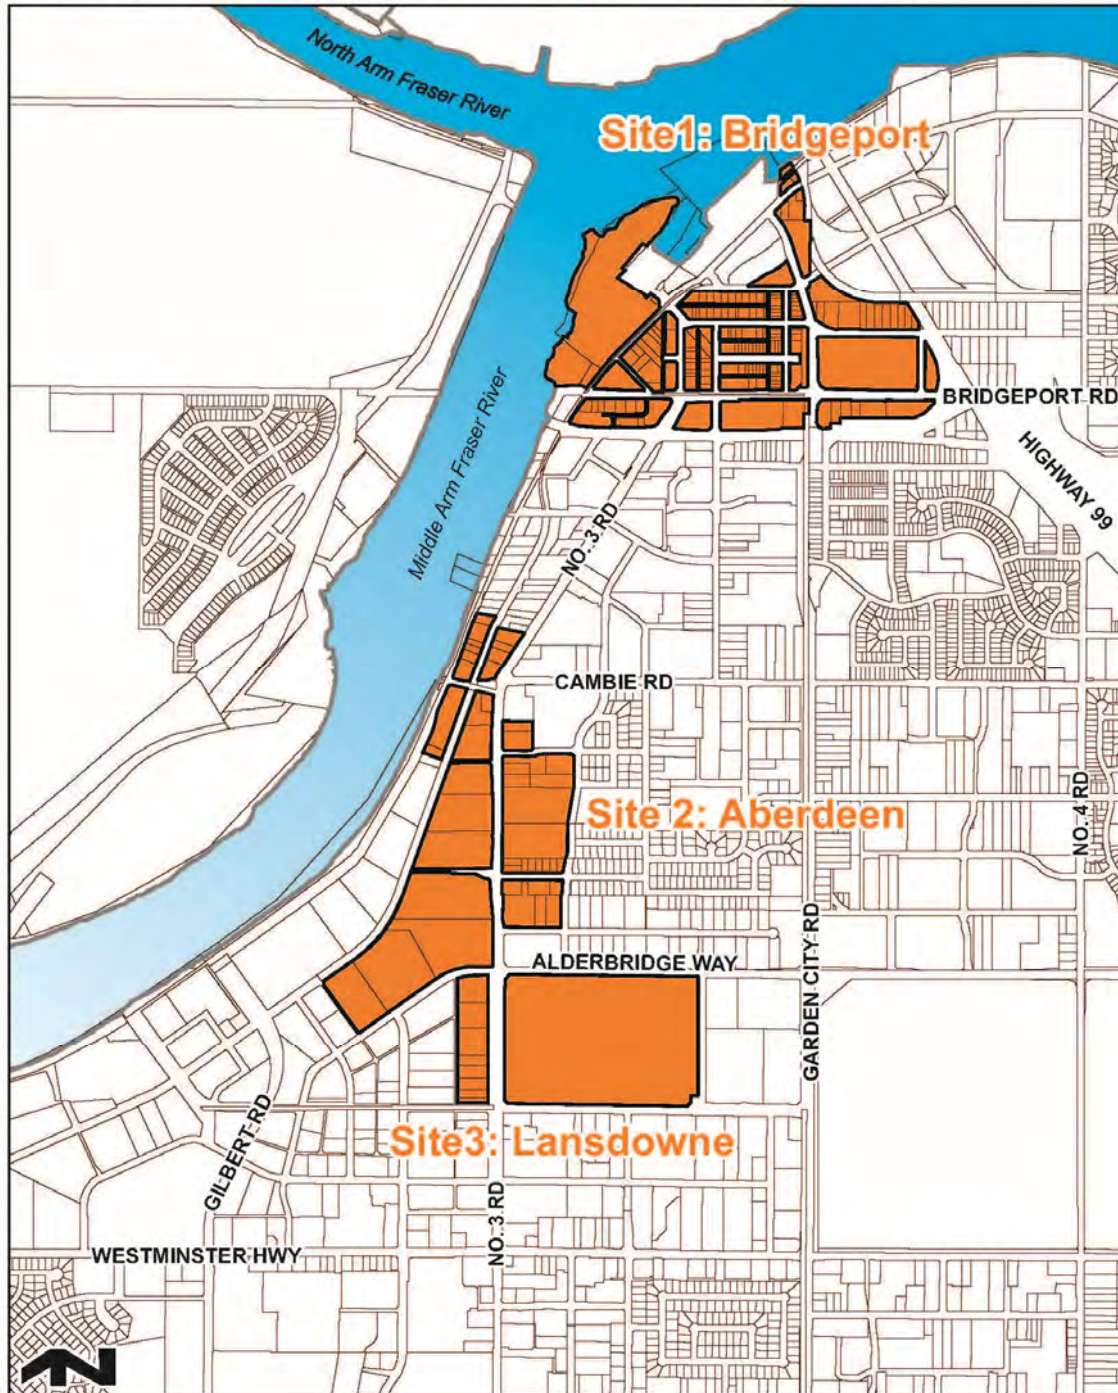 North Arm Fraser River
Site1: Bridgeport
BRIDGEPORT RD
HIGHWAY 99
Middle Arm Fraser River
NO. 3 RD
CAMBIE RD
Site 2: Aberdeen
NO. 4 RD
ALDERBRIDGE WAY
GARDEN CITY RD
Site3: Lansdowne
GILBERT RD
NO. 3 RD
WESTMINSTER HWY
N